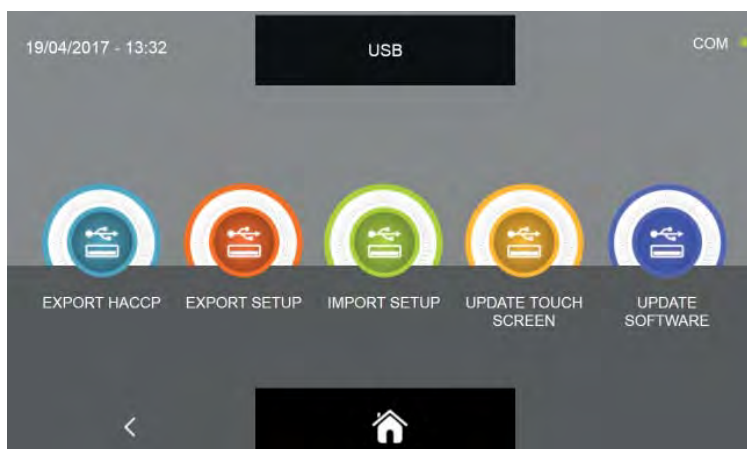 19/04/2017 - 13:32
USB
COM
EXPORT HACCP
EXPORT SETUP
IMPORT SETUP
UPDATE TOUCH
SCREEN
UPDATE
SOFTWARE